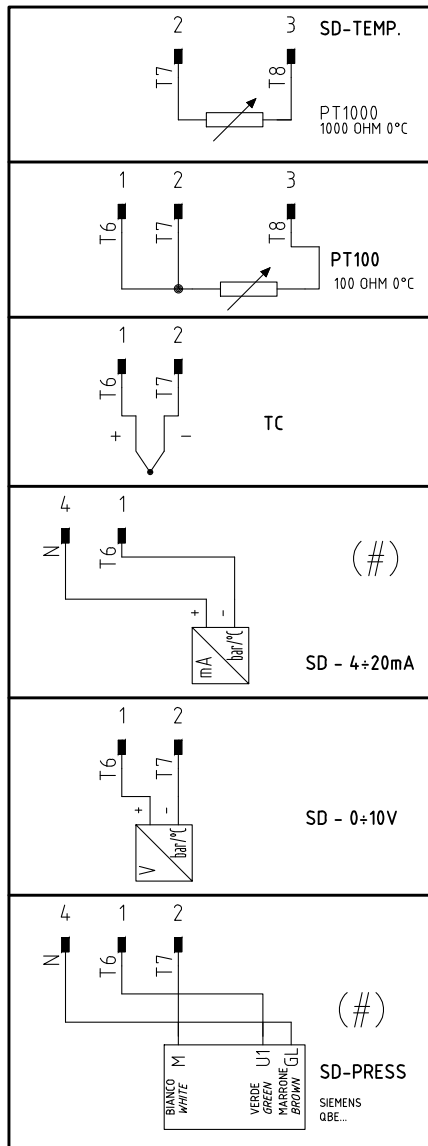 2 3 SD-TEMP.
T7 T8
PT1000
1000 OHM 0°C
1 2 3
T6 T7 T8
PT100
100 OHM 0°C
1 2
T6 T7
+ -
TC
4 1
N T6
(#)
+ -
mA bar/°C
SD - 4÷20mA
1 2
T6 T7
+ -
V bar/°C
SD - 0÷10V
4 1 2
N T6 T7
(#)
M U1 GL
BIANCO VERDE MARRONE
WHITE GREEN BROWN
SD-PRESS
SIEMENS
QBE...